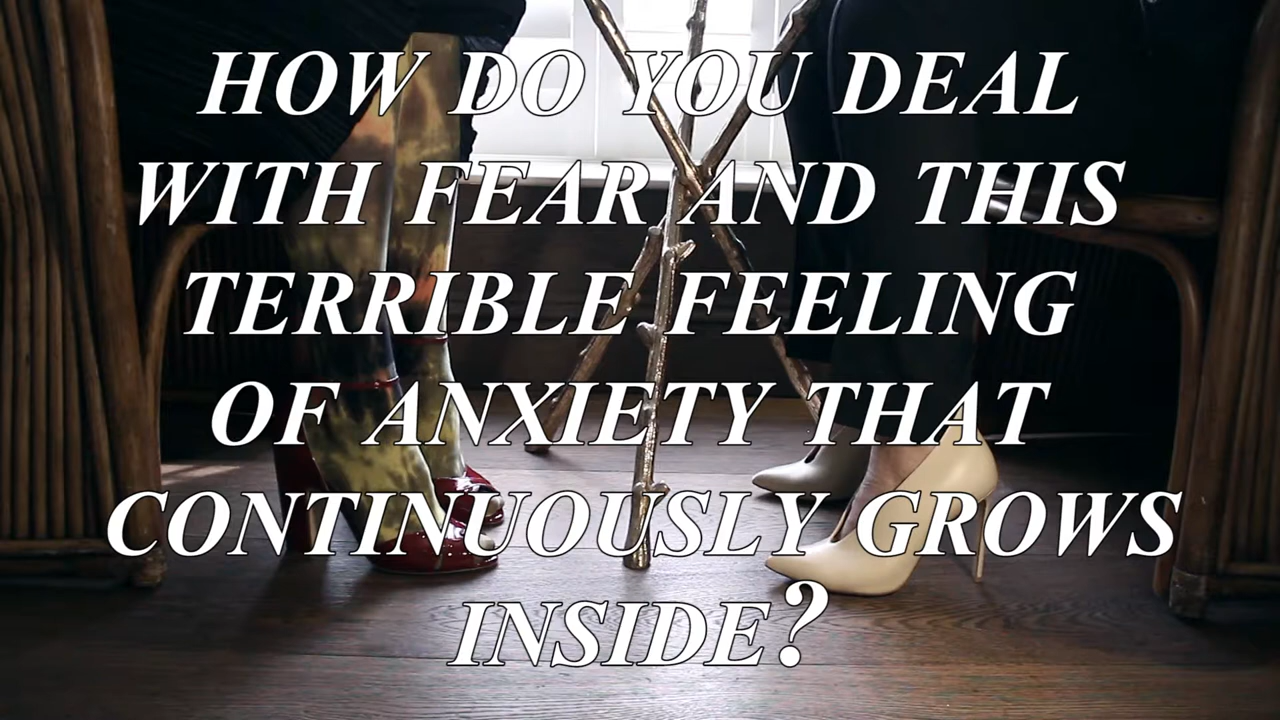 HOW DO YOU DEAL
WITH FEAR AND THIS
TERRIBLE FEELING
OF ANXIETY THAT
CONTINUOUSLY GROWS
INSIDE?